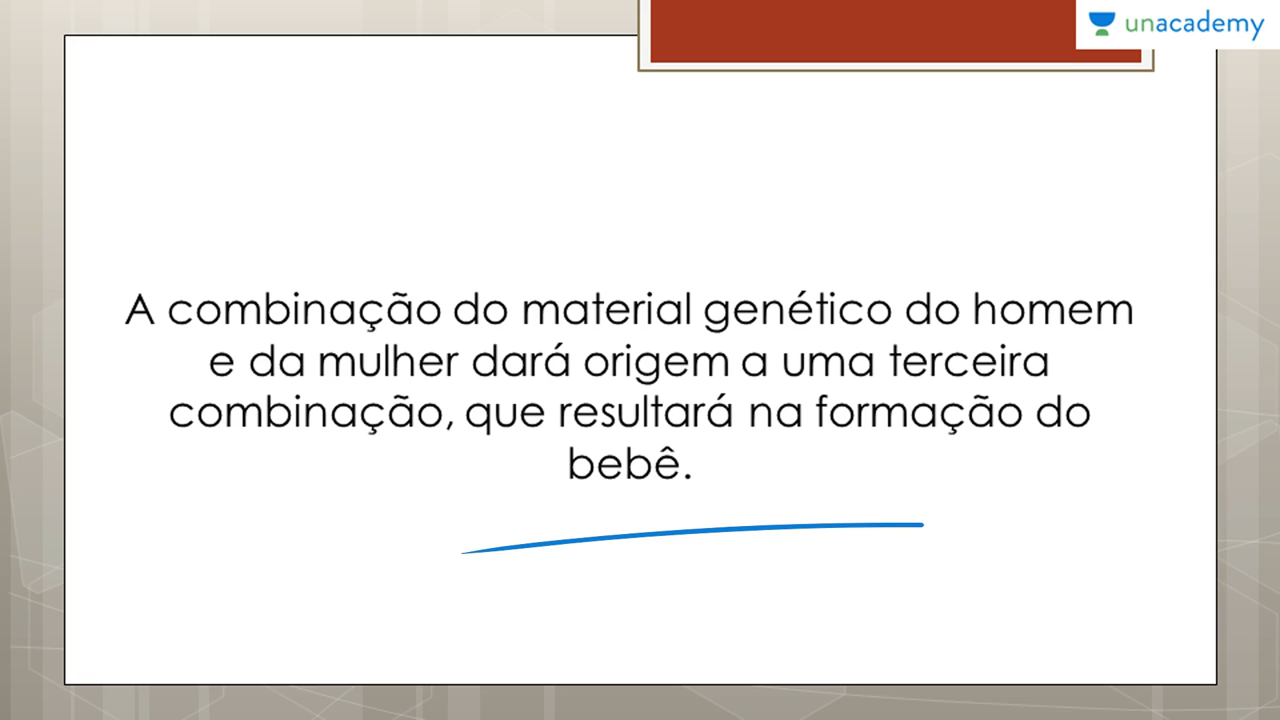 unacademy
A combinação do material genético do homem
e da mulher dará origem a uma terceira
combinação, que resultará na formação do
bebê.